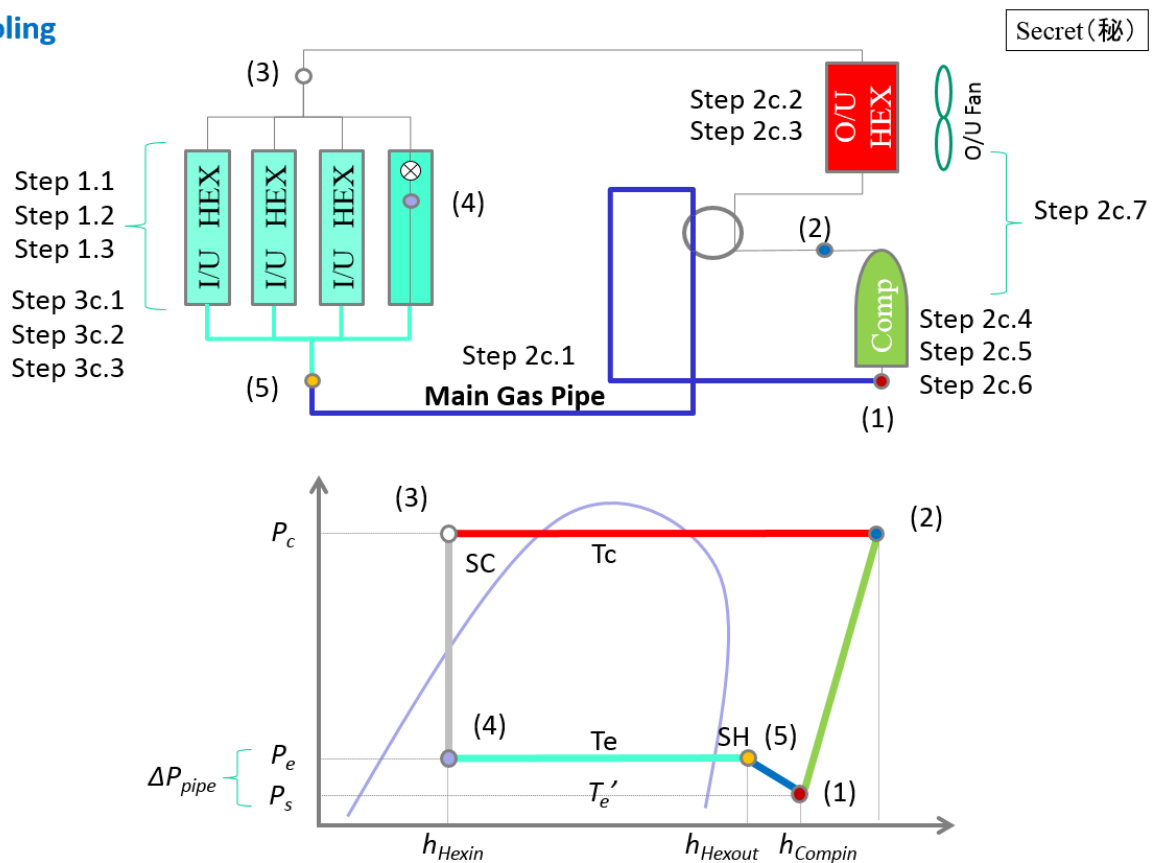 Secret（秘）
(3)
Step 2c.2
Step 2c.3
O/U
HEX
O/U Fan
Step 1.1
Step 1.2
Step 1.3
I/U HEX
I/U HEX
I/U HEX
(4)
Step 2c.7
(2)
Step 3c.1
Step 3c.2
Step 3c.3
Comp
Step 2c.4
Step 2c.5
Step 2c.6
Step 2c.1
(5)
Main Gas Pipe
(1)
(3)
(2)
Pc
SC
Tc
(4)
Pe
Te
SH
(5)
ΔPpipe
Ps
Te’
(1)
hHexin
hHexout
hCompin